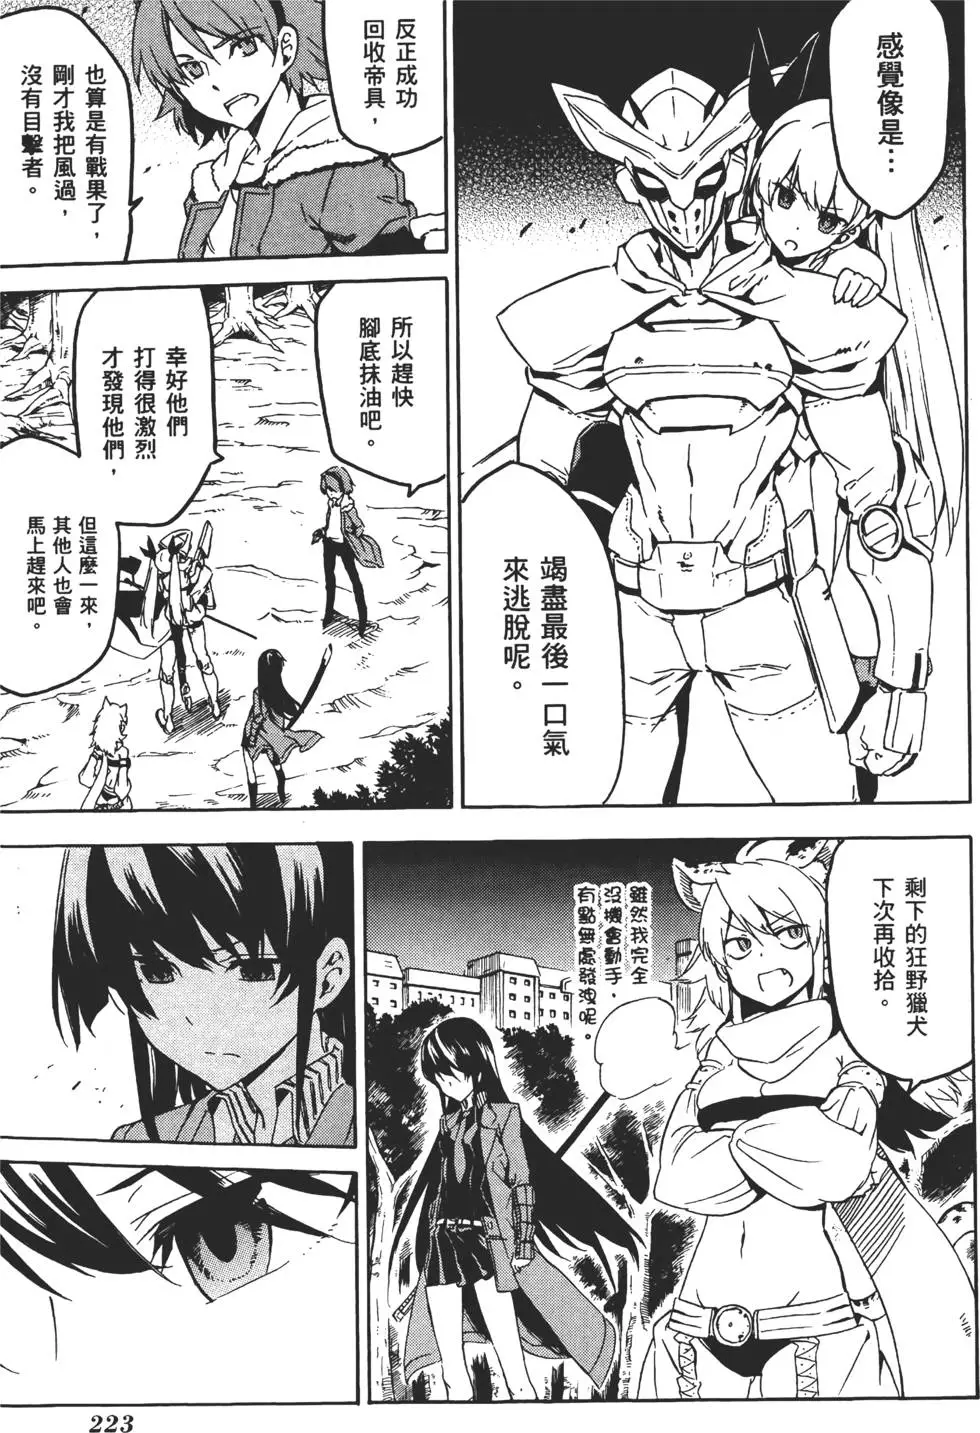 感覺像是…
竭盡最後一口氣
來逃脫呢。
反正成功
回收帝具，
也算是有戰果了，
剛才我把風過，
沒有目擊者。
所以趕快
腳底抹油吧。
幸好他們
打得很激烈
才發現他們，
但這麼一來，
其他人也會
馬上趕來吧。
剩下的狂野獵犬
下次再收拾。
雖然我完全
沒機會動手，
有點無處發洩呢。
223